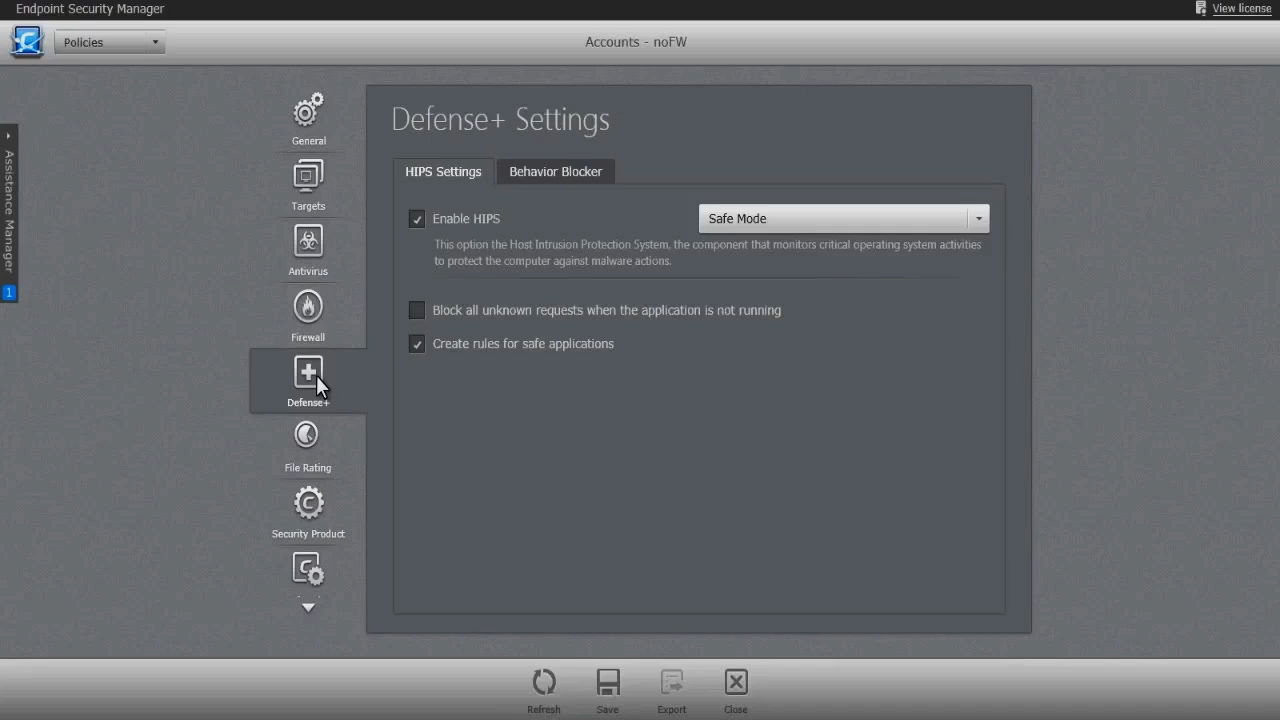 Endpoint Security Manager
View license
Policies
Accounts - noFW
Assistance Manager
1
General
Targets
Antivirus
Firewall
Defense+
File Rating
Security Product
Defense+ Settings
HIPS Settings
Behavior Blocker
Enable HIPS
Safe Mode
This option the Host Intrusion Protection System, the component that monitors critical operating system activities
to protect the computer against malware actions.
Block all unknown requests when the application is not running
Create rules for safe applications
Refresh
Save
Export
Close